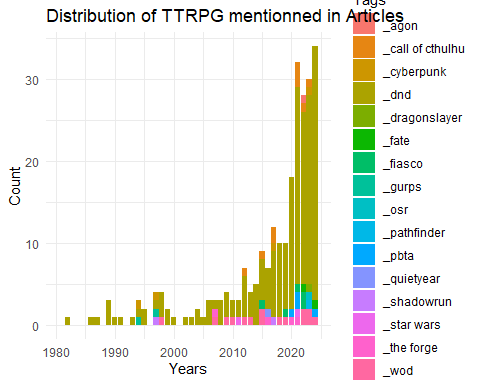 Distribution of TTRPG mentionned in Articles
Tags
_agon
_call of cthulhu
_cyberpunk
_dnd
_dragonslayer
_fate
_fiasco
_gurps
_osr
_pathfinder
_pbta
_quietyear
_shadowrun
_star wars
_the forge
_wod
Count
30
20
10
0
1980
1990
2000
2010
2020
Years